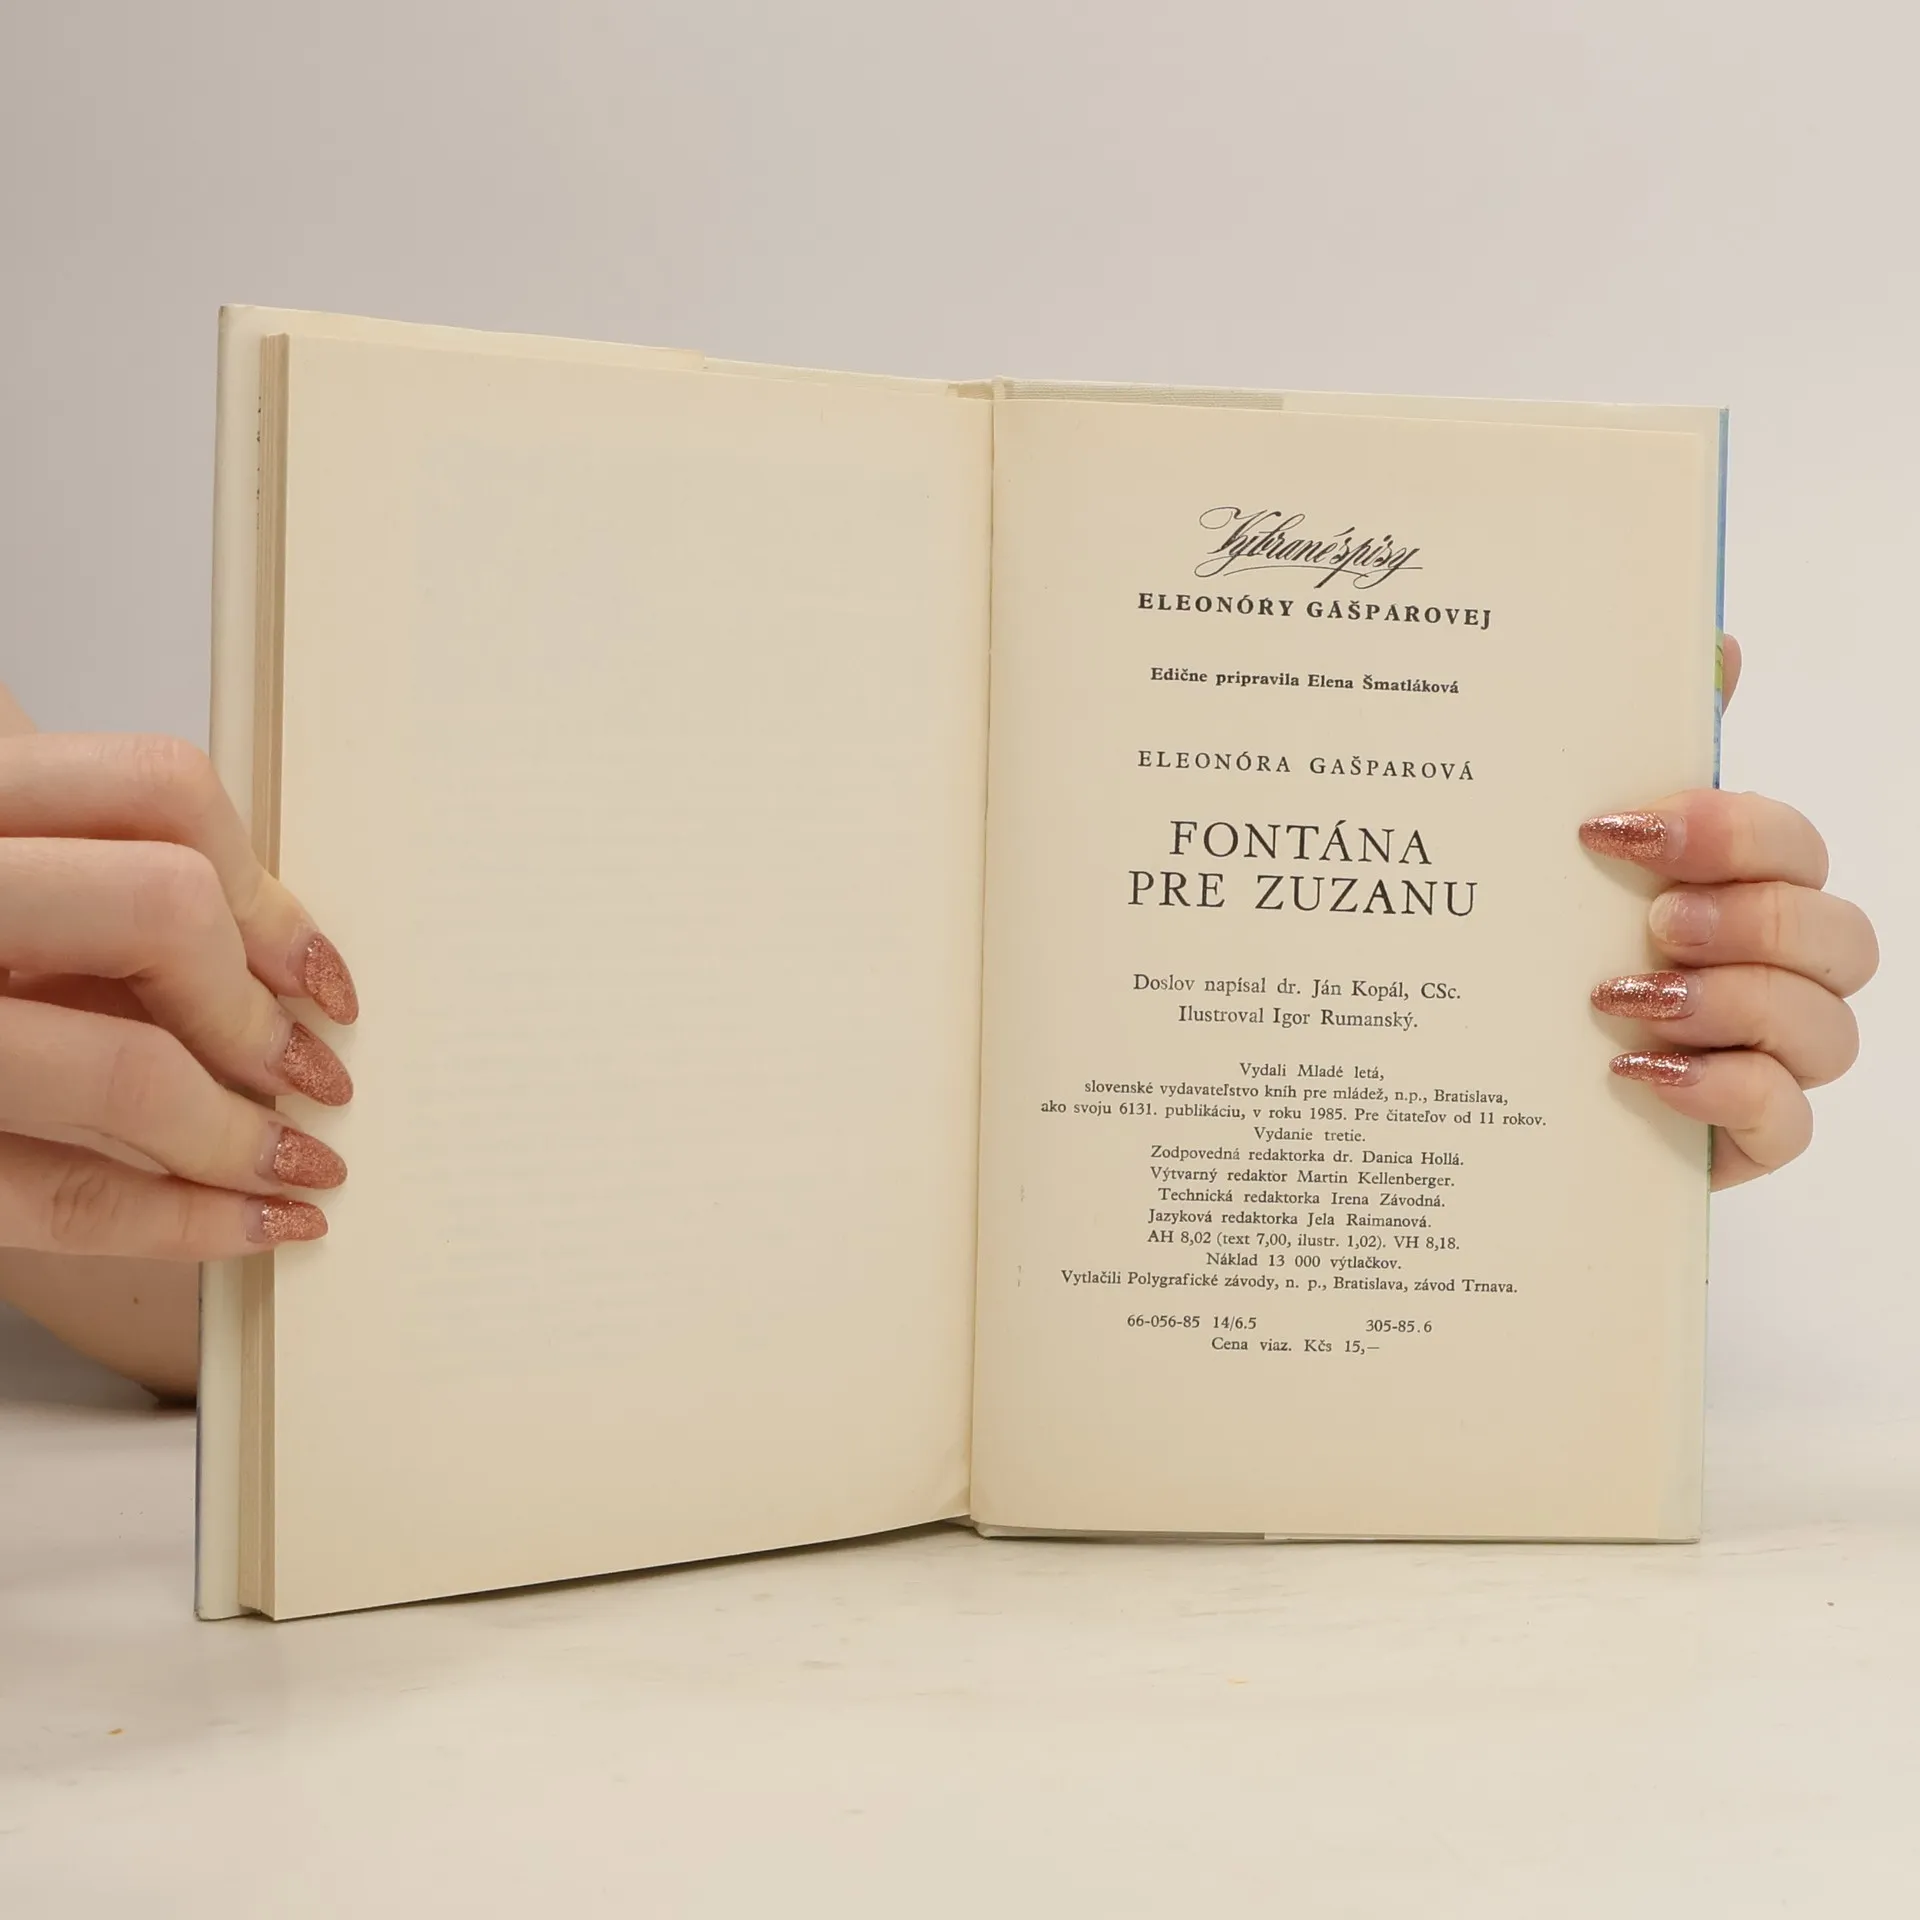 Vybrané spisy
ELEONÓRY GAŠPAROVEJ
Edične pripravila Elena Šmatláková
ELEONÓRA GAŠPAROVÁ
FONTÁNA
PRE ZUZANU
Doslov napísal dr. Ján Kopál, CSc.
Ilustroval Igor Rumanský.
Vydali Mladé letá,
slovenské vydavateľstvo kníh pre mládež, n.p., Bratislava,
ako svoju 6131. publikáciu, v roku 1985. Pre čitateľov od 11 rokov.
Vydanie tretie.
Zodpovedná redaktorka dr. Danica Hollá.
Výtvarný redaktor Martin Kellenberger.
Technická redaktorka Irena Závodná.
Jazyková redaktorka Jela Raimanová.
AH 8,02 (text 7,00, ilustr. 1,02). VH 8,18.
Náklad 13 000 výtlačkov.
Vytlačili Polygrafické závody, n. p., Bratislava, závod Trnava.
66-056-85 14/6.5 305-85.6
Cena viaz. Kčs 15,—